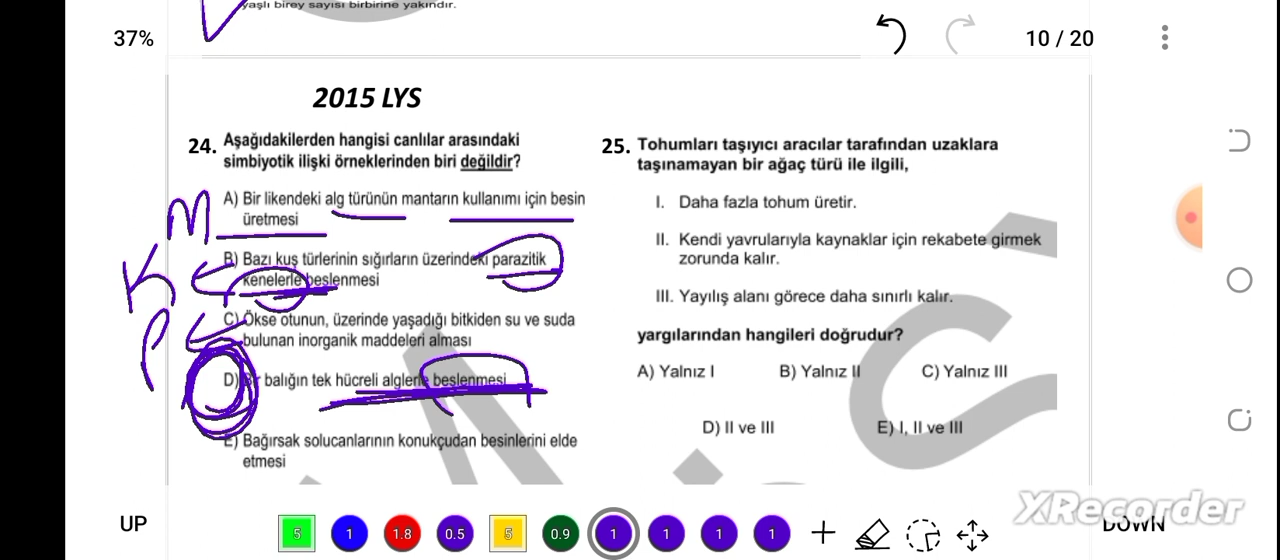 yaşlı birey sayısı birbirine yakındır.
37%
10 / 20
2015 LYS
24. Aşağıdakilerden hangisi canlılar arasındaki
simbiyotik ilişki örneklerinden biri değildir?
A) Bir likendeki alg türünün mantarın kullanımı için besin
üretmesi
M
B) Bazı kuş türlerinin sığırların üzerindeki parazitik
kenelerle beslenmesi
K
C) Ökse otunun, üzerinde yaşadığı bitkiden su ve suda
bulunan inorganik maddeleri alması
P
D) Bir balığın tek hücreli alglerle beslenmesi
E) Bağırsak solucanlarının konukçudan besinlerini elde
etmesi
25. Tohumları taşıyıcı aracılar tarafından uzaklara
taşınamayan bir ağaç türü ile ilgili,
I. Daha fazla tohum üretir.
II. Kendi yavrularıyla kaynaklar için rekabete girmek
zorunda kalır.
III. Yayılış alanı görece daha sınırlı kalır.
yargılarından hangileri doğrudur?
A) Yalnız I B) Yalnız II C) Yalnız III
D) II ve III E) I, II ve III
XRecorder
UP 5 1 1.8 0.5 5 0.9 1 1 1 1 DOWN